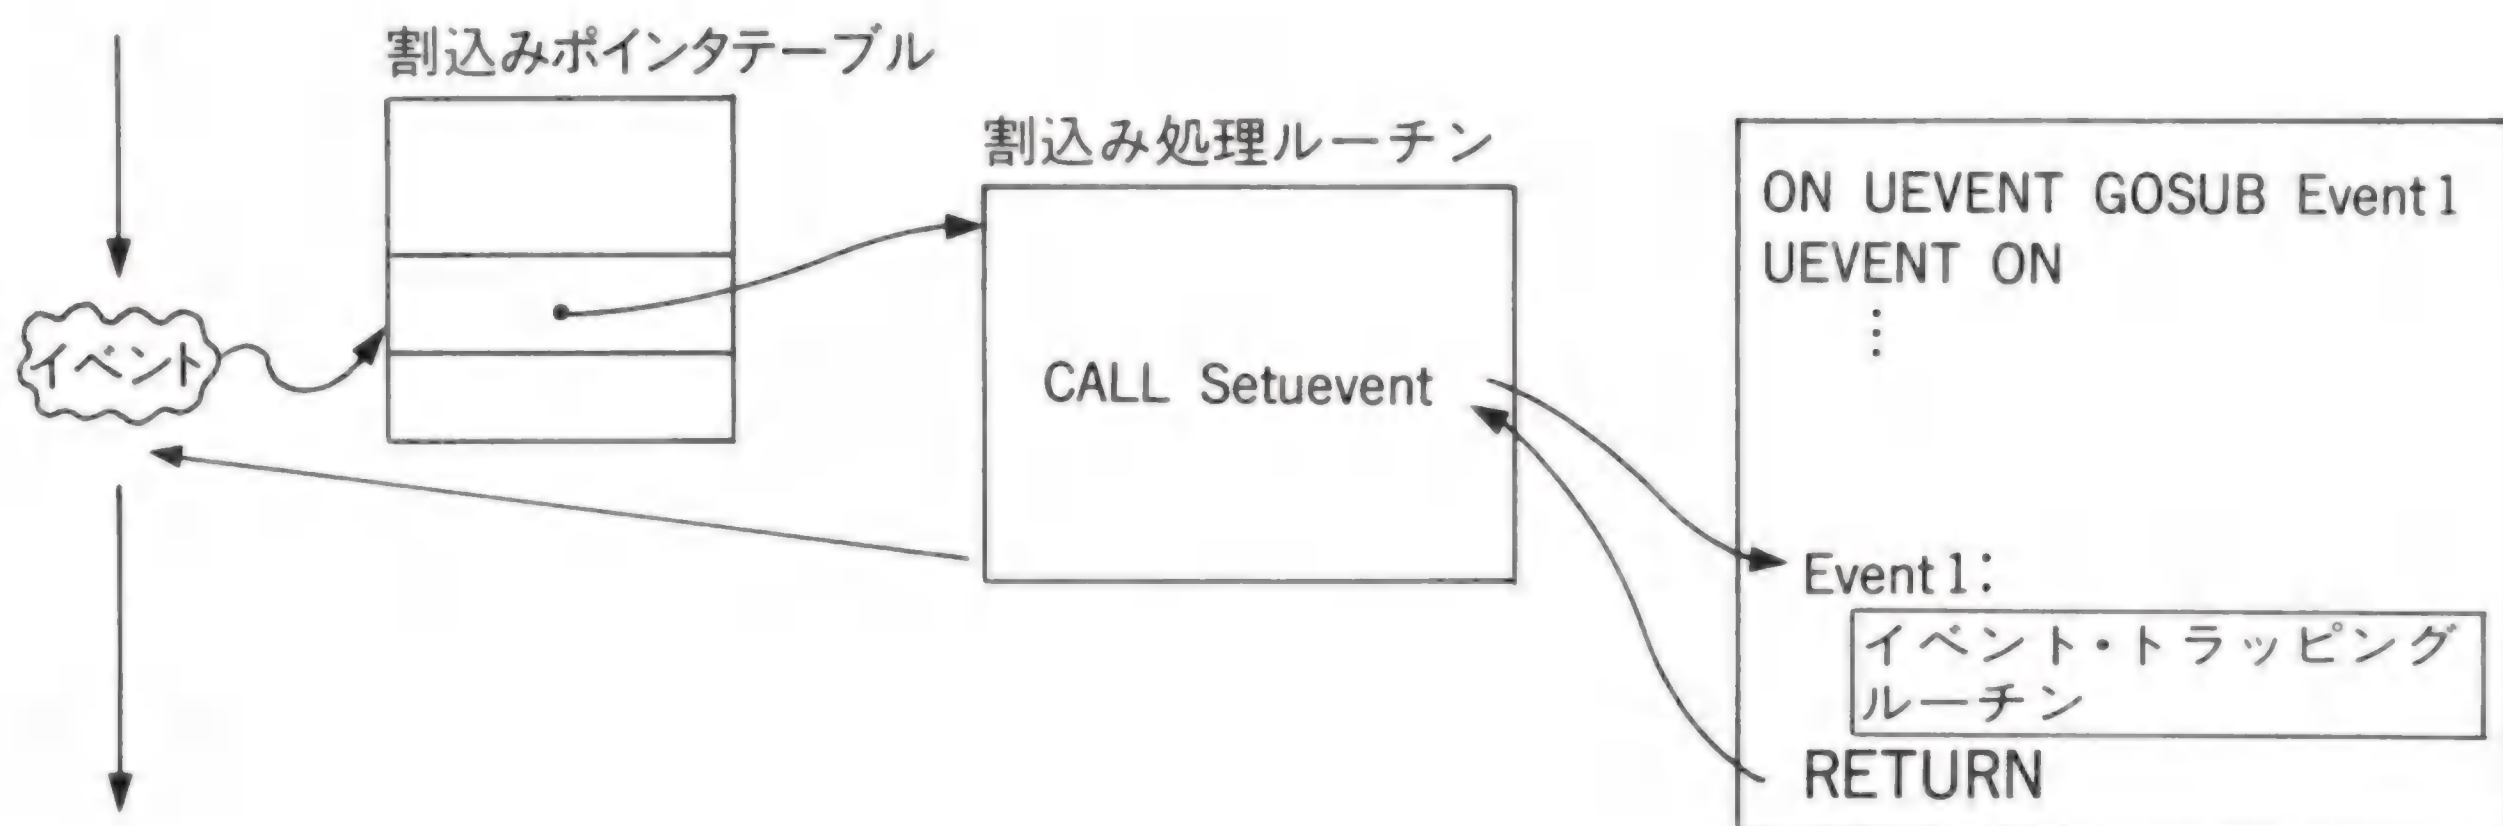 割込みポインタテーブル
イベント
割込み処理ルーチン
CALL Setuevent
ON UEVENT GOSUB Event1
UEVENT ON
⋮
Event1:
イベント・トラッピング
ルーチン
RETURN